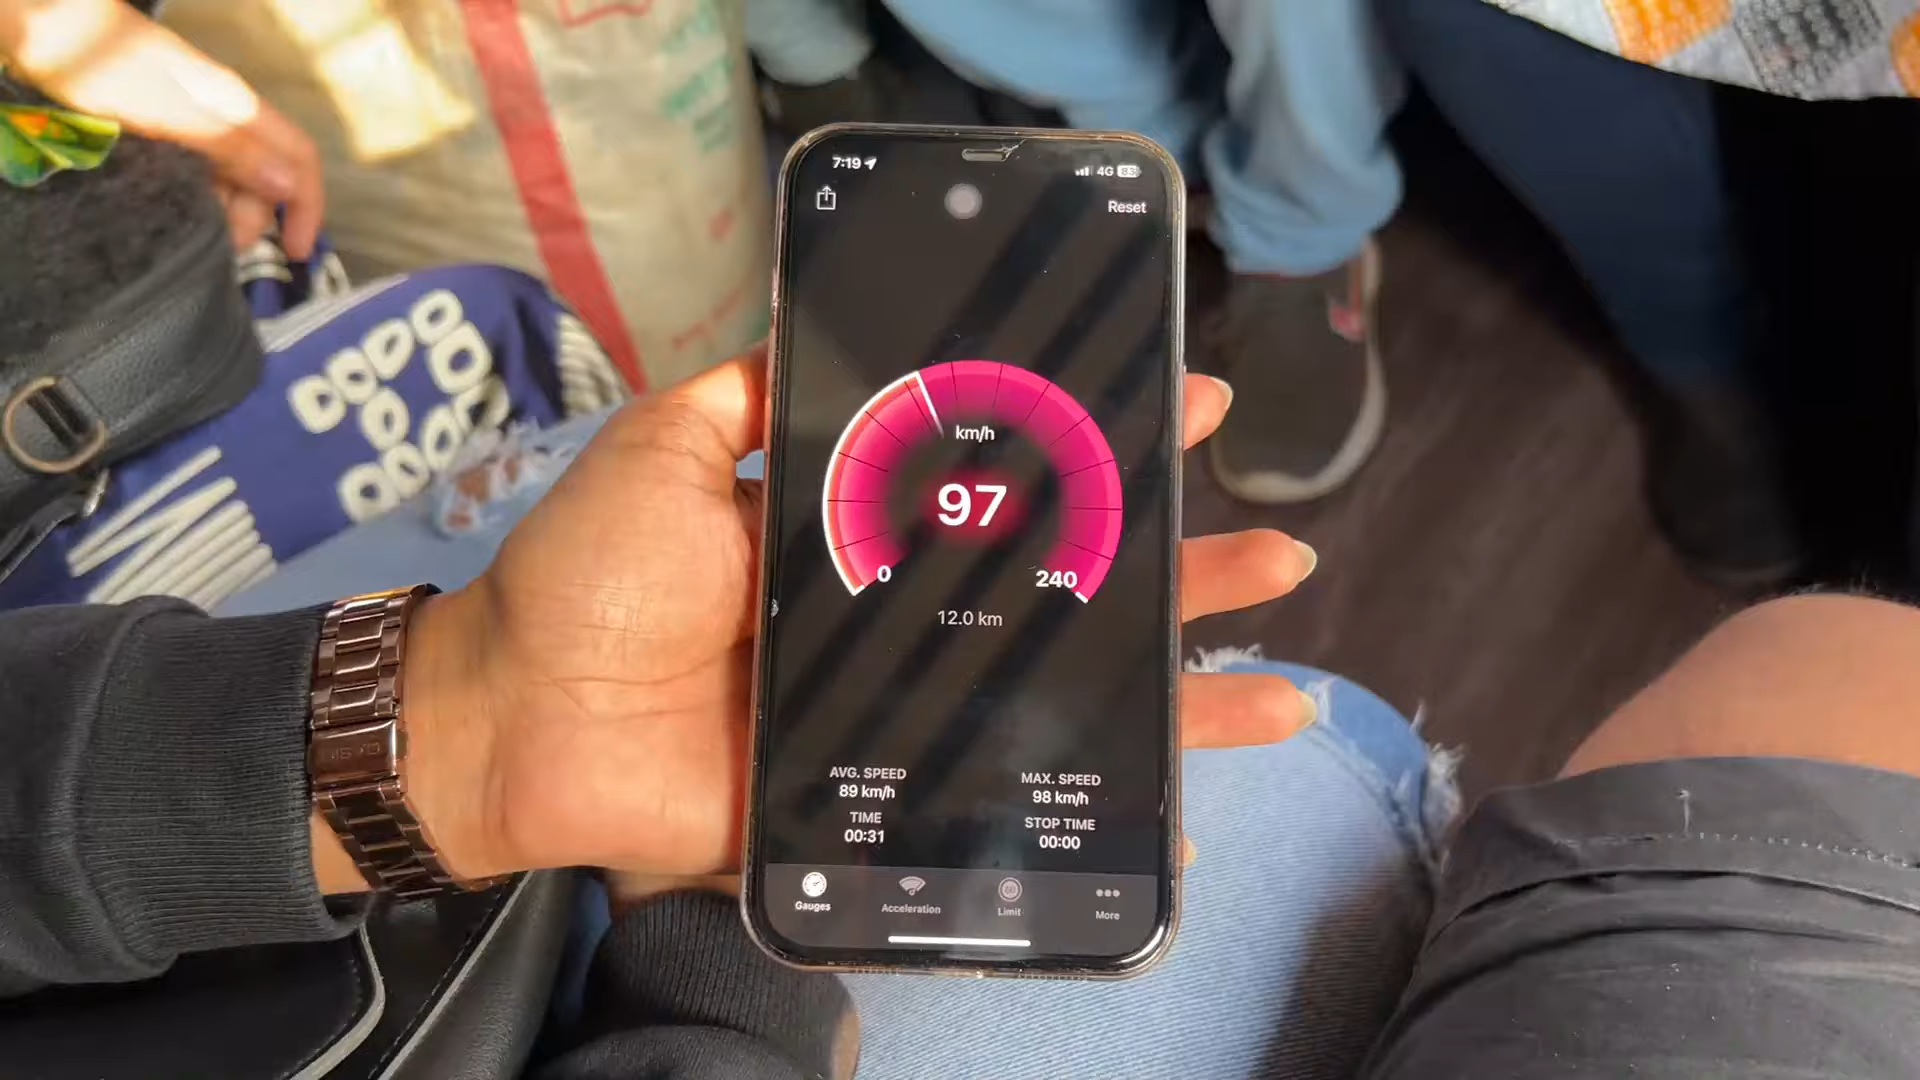 7:19
4G 83
Reset
km/h
97
0
240
12.0 km
AVG. SPEED
89 km/h
MAX. SPEED
98 km/h
TIME
00:31
STOP TIME
00:00
Gauges
Acceleration
Limit
More